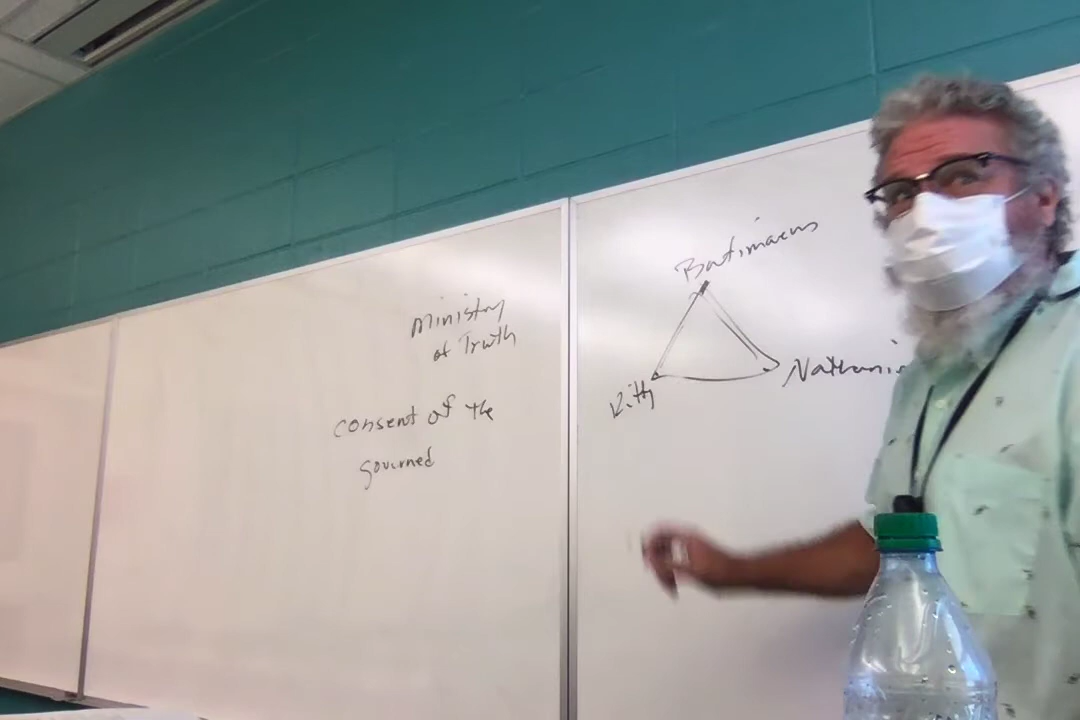 ministry
of Truth
consent of the
governed
Bartimaeus
Kitty
Nathanie